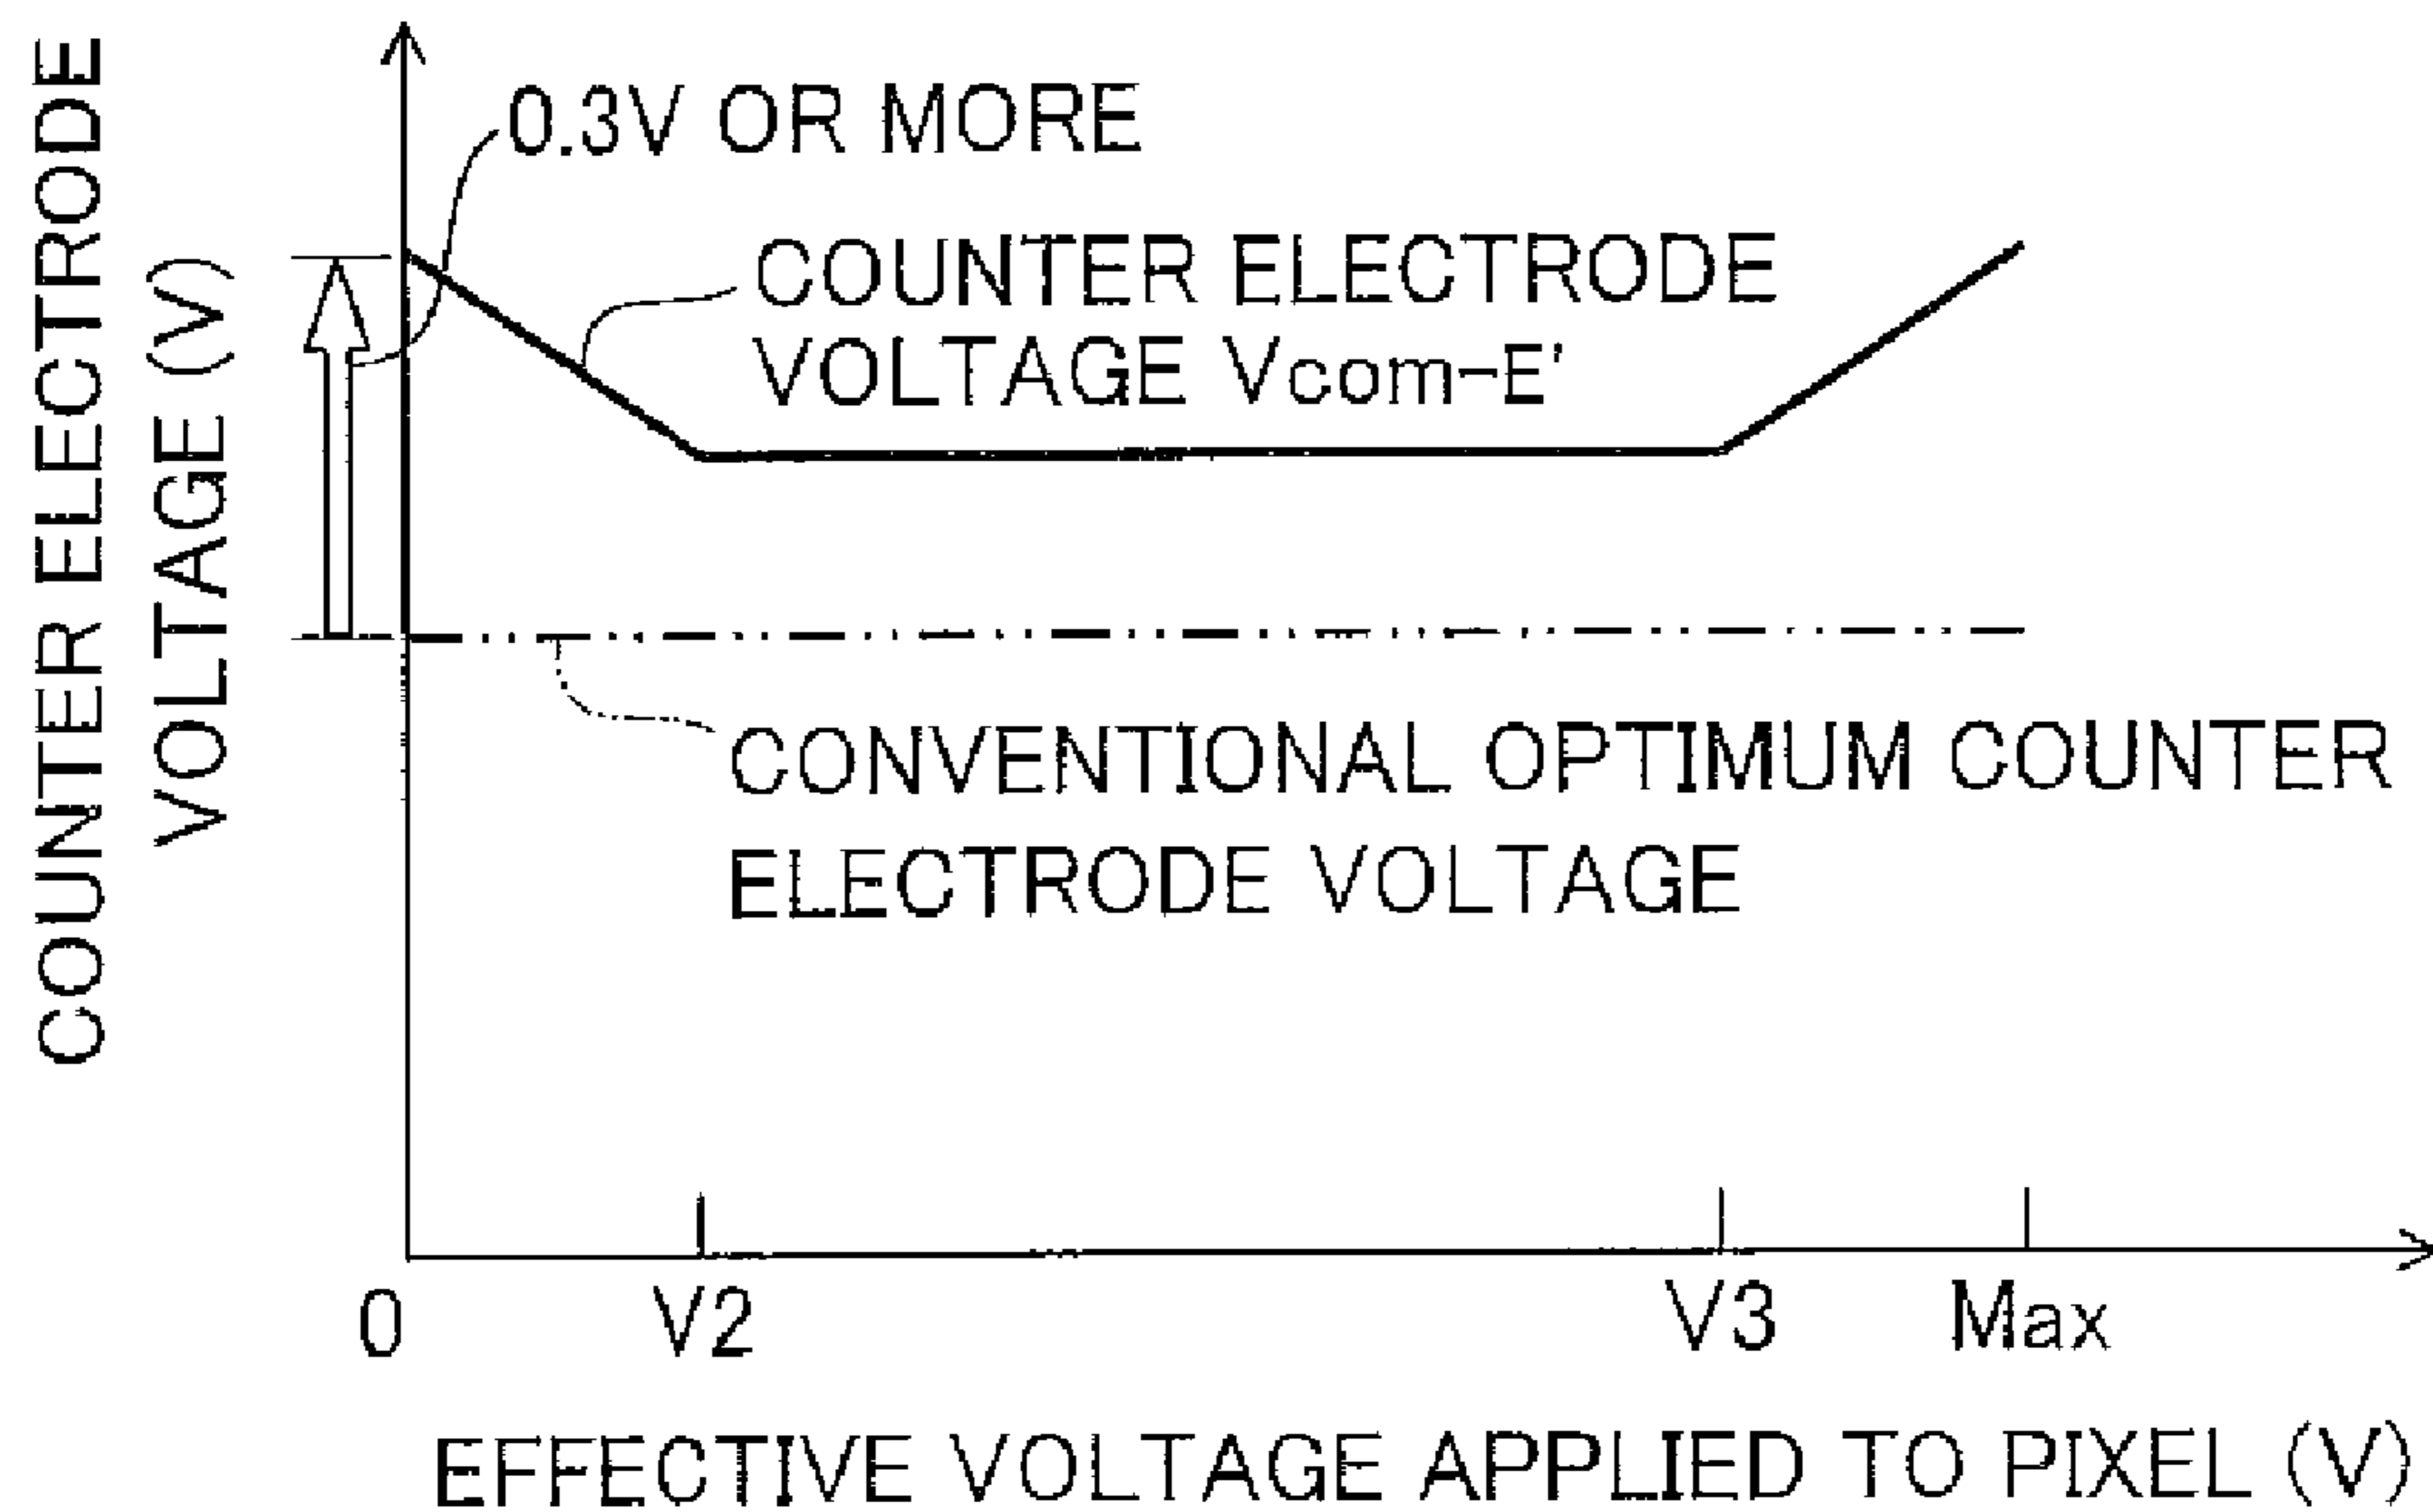 COUNTER ELECTRODE
VOLTAGE (V)
0.3V OR MORE
COUNTER ELECTRODE
VOLTAGE Vcom-E'
CONVENTIONAL OPTIMUM COUNTER
ELECTRODE VOLTAGE
0 V2 V3 Max
EFFECTIVE VOLTAGE APPLIED TO PIXEL (V)